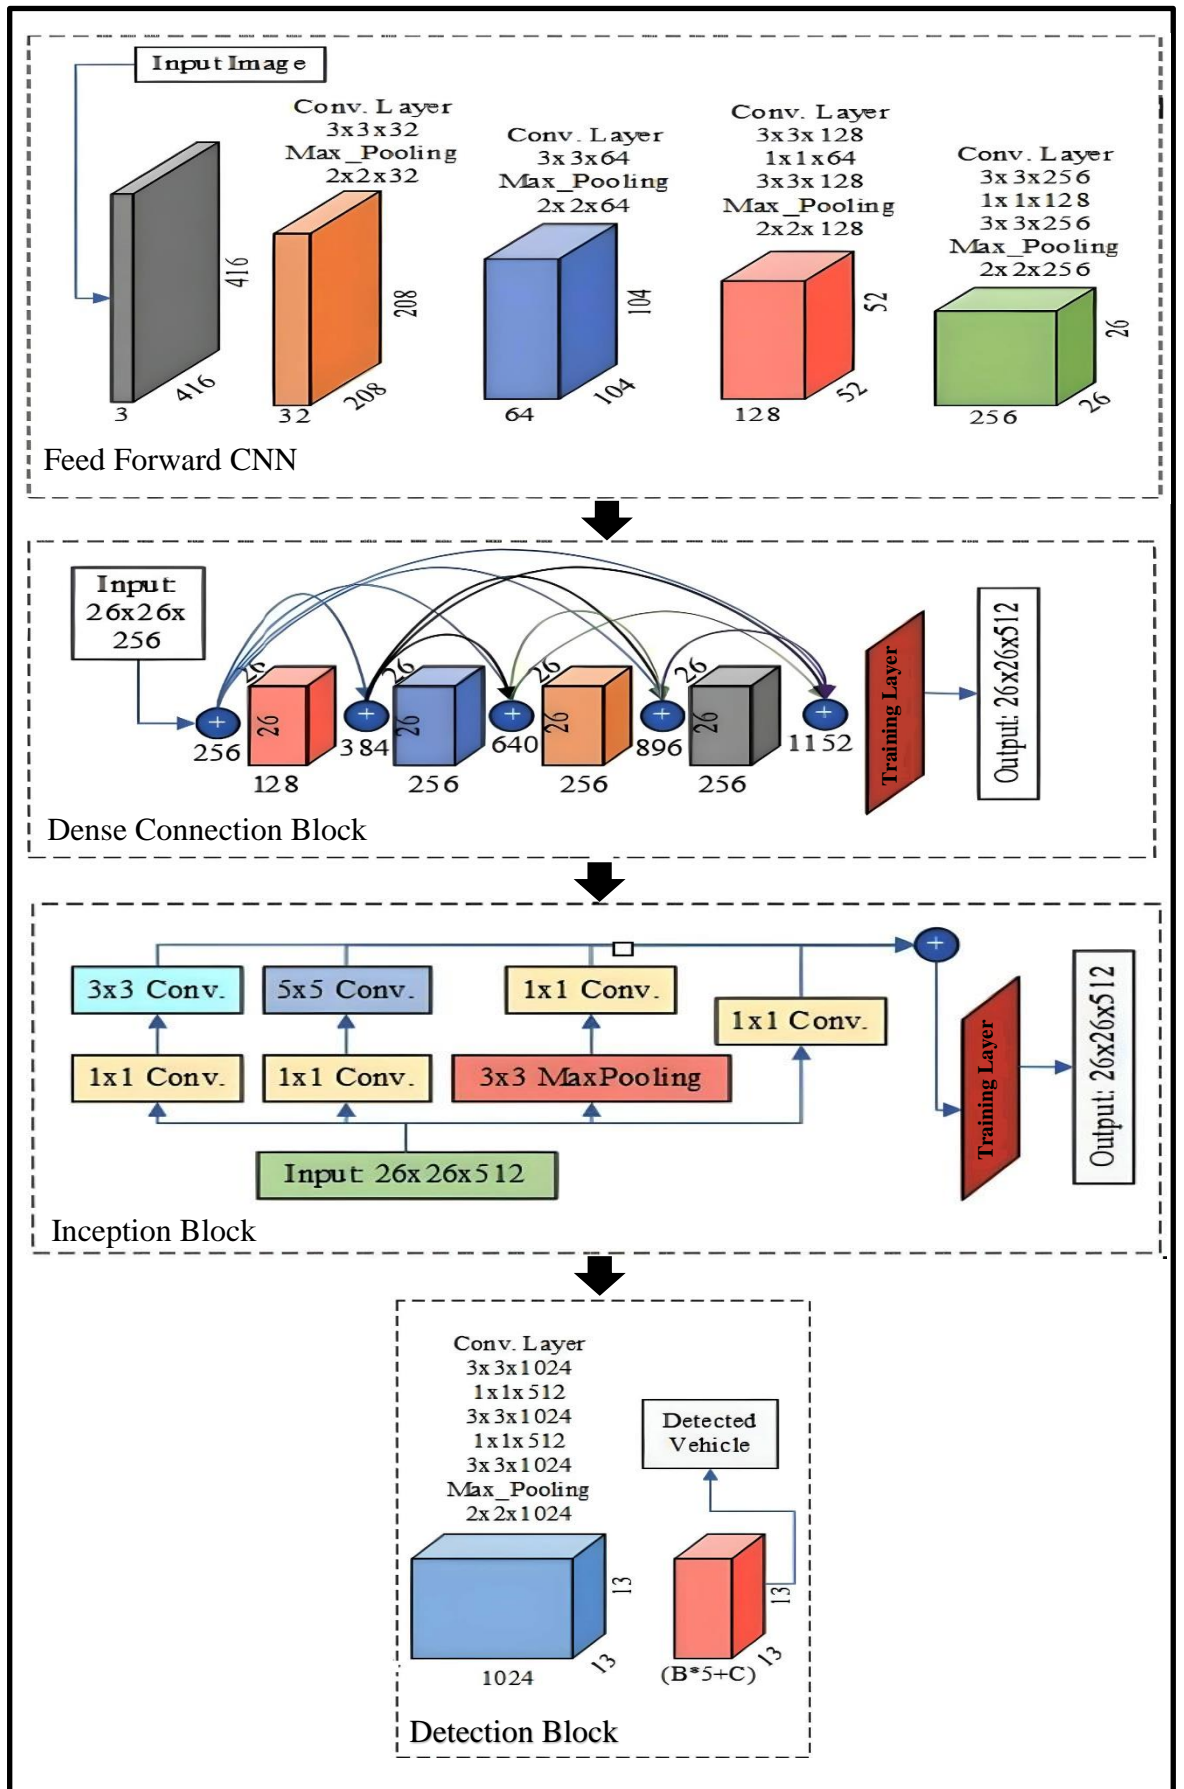 Input Image
Conv. Layer
3x3x32
Max_Pooling
2x2x32
Conv. Layer
3x3x64
Max_Pooling
2x2x64
Conv. Layer
3x3x128
1x1x64
3x3x128
Max_Pooling
2x2x128
Conv. Layer
3x3x256
1x1x128
3x3x256
Max_Pooling
2x2x256
416
416
3
208
208
32
104
104
64
52
52
128
26
26
256
Feed Forward CNN
Input:
26x26x
256
+
256
26
26
128
+
384
26
26
256
+
640
26
26
256
+
896
26
26
256
+
1152
Training Layer
Output: 26x26x512
Dense Connection Block
+
3x3 Conv.
5x5 Conv.
1x1 Conv.
1x1 Conv.
1x1 Conv.
1x1 Conv.
3x3 MaxPooling
Input: 26x26x512
Training Layer
Output: 26x26x512
Inception Block
Conv. Layer
3x3x1024
1x1x512
3x3x1024
1x1x512
3x3x1024
Max_Pooling
2x2x1024
Detected
Vehicle
13
13
1024
13
13
(B*5+C)
Detection Block